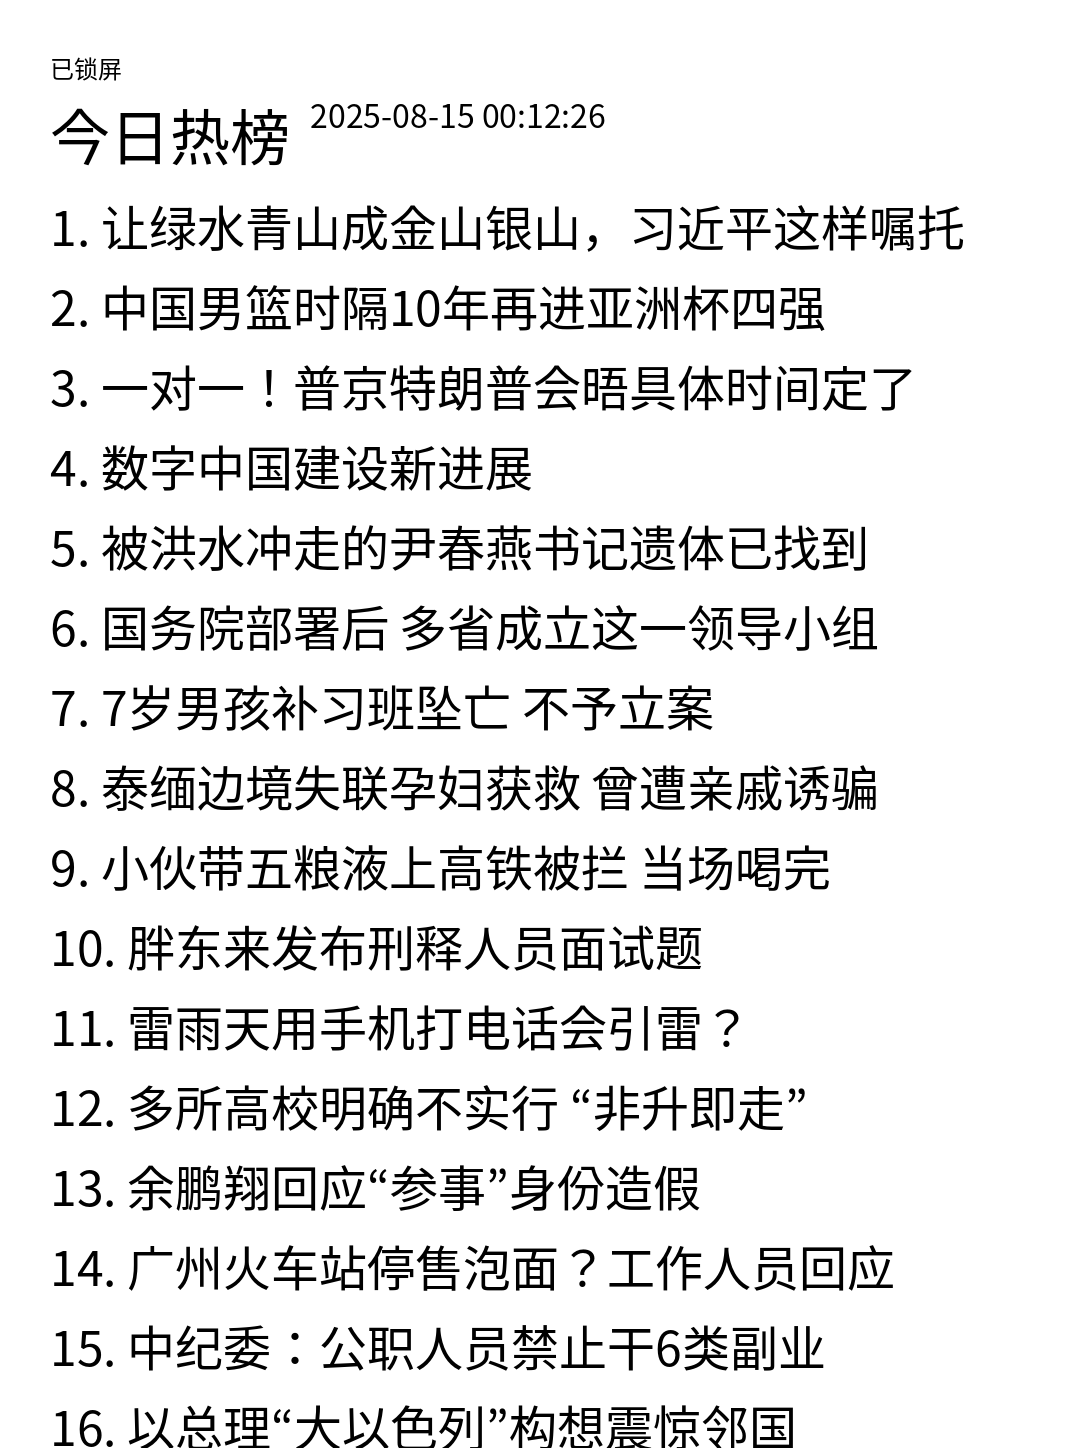 已锁屏
今日热榜 2025-08-15 00:12:26
1. 让绿水青山成金山银山，习近平这样嘱托
2. 中国男篮时隔10年再进亚洲杯四强
3. 一对一！普京特朗普会晤具体时间定了
4. 数字中国建设新进展
5. 被洪水冲走的尹春燕书记遗体已找到
6. 国务院部署后 多省成立这一领导小组
7. 7岁男孩补习班坠亡 不予立案
8. 泰缅边境失联孕妇获救 曾遭亲戚诱骗
9. 小伙带五粮液上高铁被拦 当场喝完
10. 胖东来发布刑释人员面试题
11. 雷雨天用手机打电话会引雷？
12. 多所高校明确不实行 “非升即走”
13. 余鹏翔回应“参事”身份造假
14. 广州火车站停售泡面？工作人员回应
15. 中纪委：公职人员禁止干6类副业
16. 以总理“大以色列”构想震惊邻国